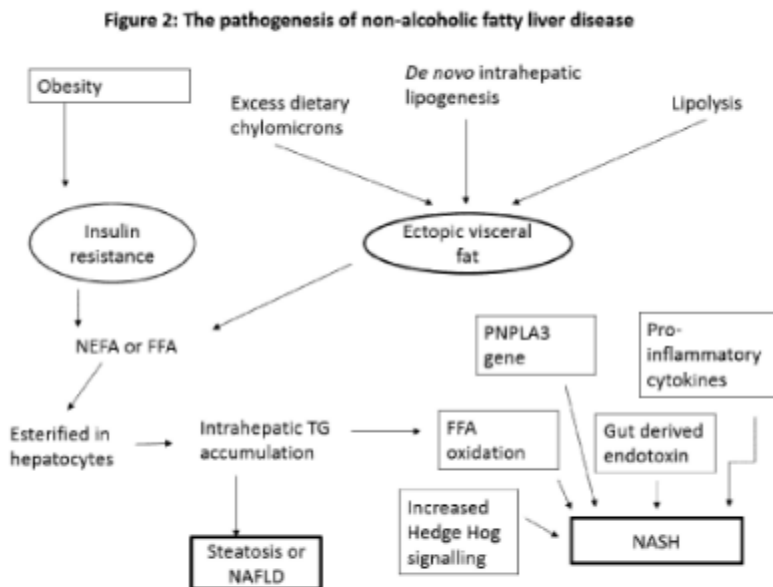 Figure 2: The pathogenesis of non-alcoholic fatty liver disease
Obesity
Excess dietary
chylomicrons
De novo intrahepatic
lipogenesis
Lipolysis
Insulin
resistance
Ectopic visceral
fat
NEFA or FFA
PNPLA3
gene
Pro-
inflammatory
cytokines
Esterified in
hepatocytes
Intrahepatic TG
accumulation
FFA
oxidation
Gut derived
endotoxin
Increased
Hedge Hog
signalling
Steatosis or
NAFLD
NASH